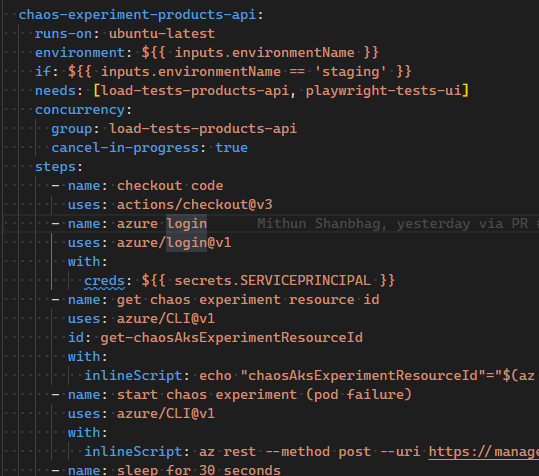 chaos-experiment-products-api:
runs-on: ubuntu-latest
environment: ${{ inputs.environmentName }}
if: ${{ inputs.environmentName == 'staging' }}
needs: [load-tests-products-api, playwright-tests-ui]
concurrency:
group: load-tests-products-api
cancel-in-progress: true
steps:
- name: checkout code
uses: actions/checkout@v3
- name: azure login Mithun Shanbhag, yesterday via PR
uses: azure/login@v1
with:
creds: ${{ secrets.SERVICEPRINCIPAL }}
- name: get chaos experiment resource id
uses: azure/CLI@v1
id: get-chaosAksExperimentResourceId
with:
inlineScript: echo "chaosAksExperimentResourceId"="$(az
- name: start chaos experiment (pod failure)
uses: azure/CLI@v1
with:
inlineScript: az rest --method post --uri https://manage
- name: sleep for 30 seconds